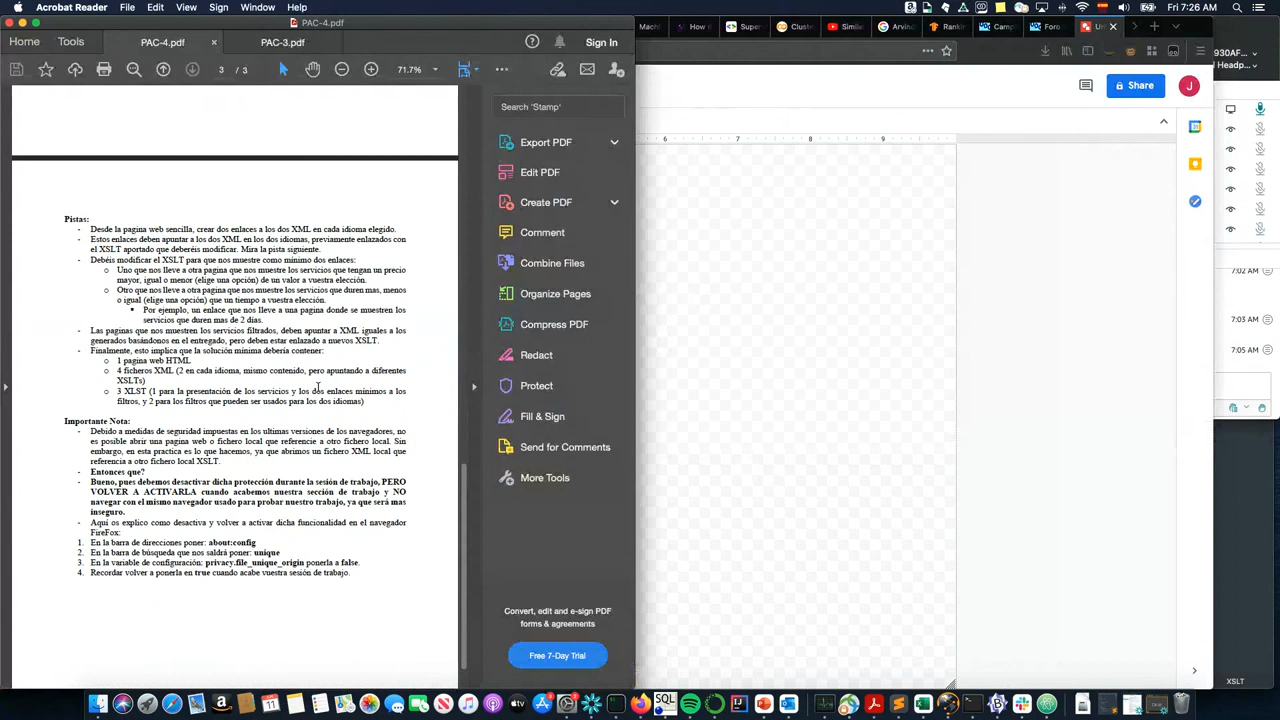 Acrobat Reader File Edit View Sign Window Help
Fri 7:26 AM
PAC-4.pdf
Home Tools PAC-4.pdf × PAC-3.pdf Sign In
3 / 3 71.7%
Pistas:
- Desde la pagina web sencilla, crear dos enlaces a los dos XML en cada idioma elegido.
- Estos enlaces deben apuntar a los dos XML en los dos idiomas, previamente enlazados con
el XSLT aportado que deberéis modificar. Mira la pista siguiente.
- Debéis modificar el XSLT para que nos muestre como mínimo dos enlaces:
o Uno que nos lleve a otra pagina que nos muestre los servicios que tengan un precio
mayor, igual o menor (elige una opción) de un valor a vuestra elección.
o Otro que nos lleve a otra pagina que nos muestre los servicios que duren mas, menos
o igual (elige una opción) que un tiempo a vuestra elección.
▪ Por ejemplo, un enlace que nos lleve a una pagina donde se muestren los
servicios que duren mas de 2 días.
- Las paginas que nos muestren los servicios filtrados, deben apuntar a XML iguales a los
generados basándonos en el entregado, pero deben estar enlazado a nuevos XSLT.
- Finalmente, esto implica que la solución mínima debería contener:
o 1 pagina web HTML
o 4 ficheros XML (2 en cada idioma, mismo contenido, pero apuntando a diferentes
XSLTs)
o 3 XLST (1 para la presentación de los servicios y los dos enlaces mínimos a los
filtros, y 2 para los filtros que pueden ser usados para los dos idiomas)
Importante Nota:
- Debido a medidas de seguridad impuestas en los ultimas versiones de los navegadores, no
es posible abrir una pagina web o fichero local que referencie a otro fichero local. Sin
embargo, en esta practica es lo que hacemos, ya que abrimos un fichero XML local que
referencia a otro fichero local XSLT.
- Entonces que?
- Bueno, pues debemos desactivar dicha protección durante la sesión de trabajo, PERO
VOLVER A ACTIVARLA cuando acabemos nuestra sección de trabajo y NO
navegar con el mismo navegador usado para probar nuestro trabajo, ya que será mas
inseguro.
- Aquí os explico como desactiva y volver a activar dicha funcionalidad en el navegador
FireFox:
1. En la barra de direcciones poner: about:config
2. En la barra de búsqueda que nos saldrá poner: unique
3. En la variable de configuración: privacy.file_unique_origin ponerla a false.
4. Recordar volver a ponerla en true cuando acabe vuestra sesión de trabajo.
Search 'Stamp'
Export PDF
Edit PDF
Create PDF
Comment
Combine Files
Organize Pages
Compress PDF
Redact
Protect
Fill & Sign
Send for Comments
More Tools
Convert, edit and e-sign PDF
forms & agreements
Free 7-Day Trial
Machi How d Super Cluste Simile Arvind Rankin Camp Foro
Share J
6 7 8 9
930AF...
Headp...
7:02 AM
7:03 AM
7:05 AM
XSLT